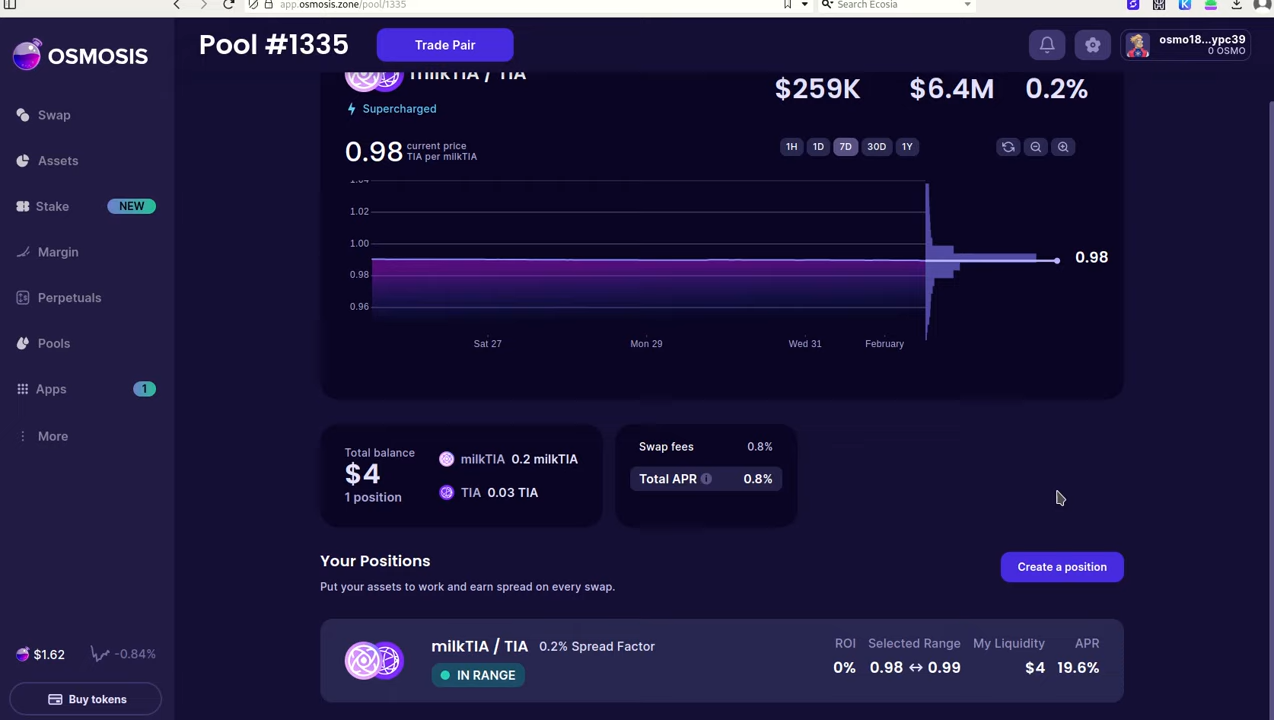 app.osmosis.zone/pool/1335
Search Ecosia
OSMOSIS
Pool #1335
Trade Pair
osmo18...ypc39
0 OSMO
Swap
Assets
Stake
NEW
Margin
Perpetuals
Pools
Apps
1
More
$1.62
-0.84%
Buy tokens
milkTIA / TIA
Supercharged
$259K
$6.4M
0.2%
0.98
current price
TIA per milkTIA
1H
1D
7D
30D
1Y
1.04
1.02
1.00
0.98
0.96
0.98
Sat 27
Mon 29
Wed 31
February
Total balance
$4
1 position
milkTIA 0.2 milkTIA
TIA 0.03 TIA
Swap fees 0.8%
Total APR 0.8%
Your Positions
Put your assets to work and earn spread on every swap.
Create a position
milkTIA / TIA 0.2% Spread Factor
IN RANGE
ROI Selected Range My Liquidity APR
0% 0.98 ↔ 0.99 $4 19.6%